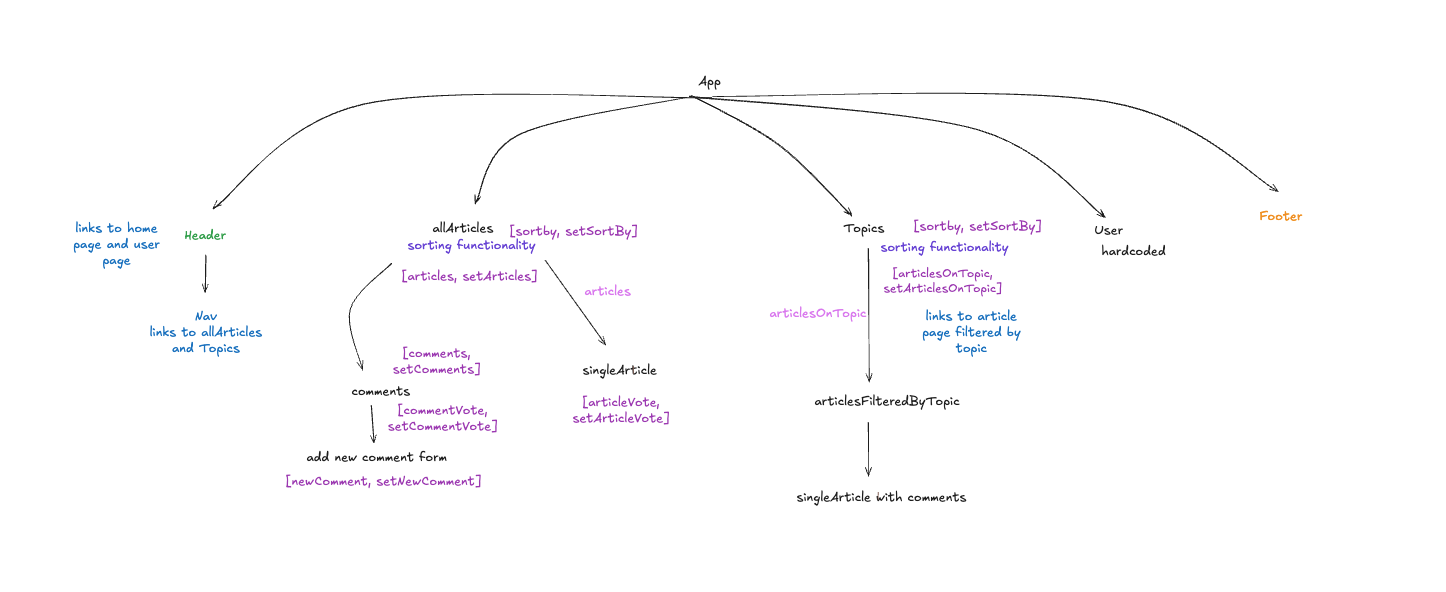 App
links to home
page and user
page
Header
Nav
links to allArticles
and Topics
allArticles
[sortby, setSortBy]
sorting functionality
[articles, setArticles]
articles
[comments,
setComments]
comments
[commentVote,
setCommentVote]
add new comment form
[newComment, setNewComment]
singleArticle
[articleVote,
setArticleVote]
Topics
[sortby, setSortBy]
sorting functionality
[articlesOnTopic,
setArticlesOnTopic]
articlesOnTopic
links to article
page filtered by
topic
articlesFilteredByTopic
singleArticle with comments
User
hardcoded
Footer